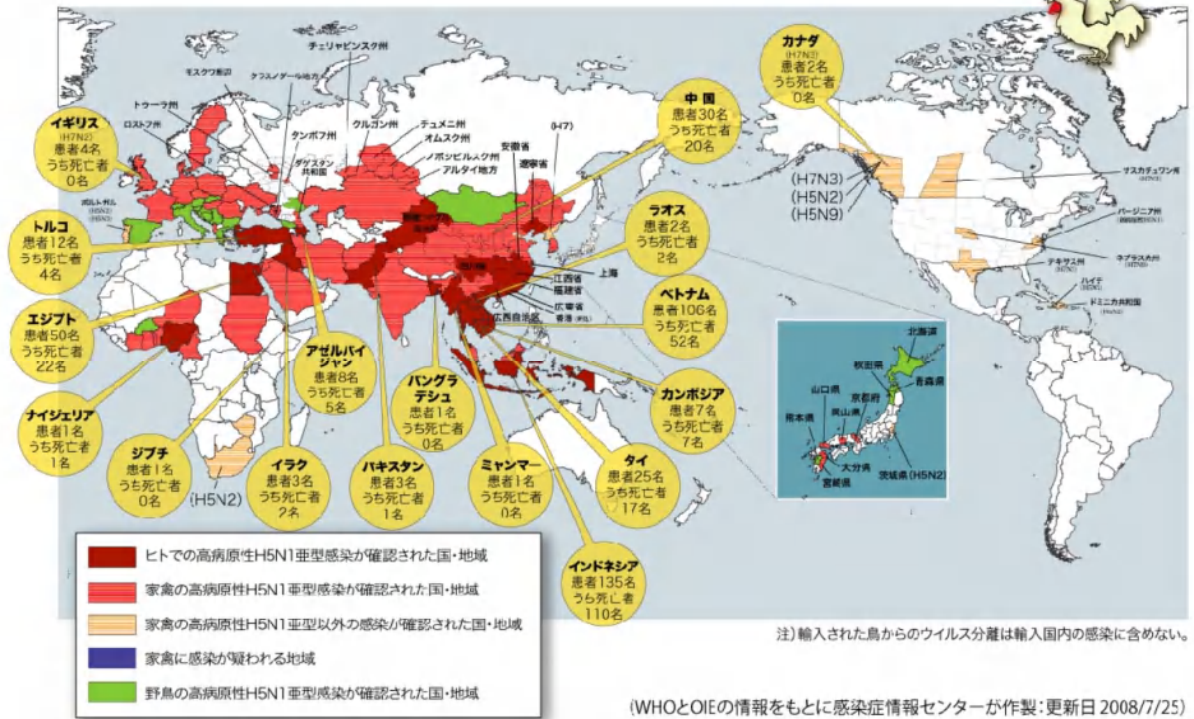 チェリャビンスク州
モスクワ周辺
クラスノダール地方
トゥーラ州
ロストフ州
タンボフ州
ダゲスタン
共和国
クルガン州
チュメニ州
オムスク州
ノボシビルスク州
アルタイ地方
安徽省
遼寧省
(H7)
イギリス
(H7N2)
患者4名
うち死亡者
0名
中国
患者30名
うち死亡者
20名
カナダ
(H7N3)
患者2名
うち死亡者
0名
ポルトガル
(H5N2)
(H5N3)
トルコ
患者12名
うち死亡者
4名
ラオス
患者2名
うち死亡者
2名
(H7N3)
(H5N2)
(H5N9)
サスカチュワン州
(H7N3)
バージニア州
ネブラスカ州
テキサス州
ハイチ
ドミニカ共和国
上海
江西省
福建省
広東省
香港
広西自治区
四川省
エジプト
患者50名
うち死亡者
22名
ベトナム
患者106名
うち死亡者
52名
アゼルバイ
ジャン
患者8名
うち死亡者
5名
バングラ
デシュ
患者1名
うち死亡者
0名
カンボジア
患者7名
うち死亡者
7名
ナイジェリア
患者1名
うち死亡者
1名
ジブチ
患者1名
うち死亡者
0名
(H5N2)
イラク
患者3名
うち死亡者
2名
パキスタン
患者3名
うち死亡者
1名
ミャンマー
患者1名
うち死亡者
0名
タイ
患者25名
うち死亡者
17名
インドネシア
患者135名
うち死亡者
110名
北海道
秋田県
青森県
山口県
京都府
岡山県
熊本県
大分県
宮崎県
茨城県(H5N2)
ヒトでの高病原性H5N1亜型感染が確認された国・地域
家禽の高病原性H5N1亜型感染が確認された国・地域
家禽の高病原性H5N1亜型以外の感染が確認された国・地域
家禽に感染が疑われる地域
野鳥の高病原性H5N1亜型感染が確認された国・地域
注)輸入された鳥からのウイルス分離は輸入国内の感染に含めない。
(WHOとOIEの情報をもとに感染症情報センターが作製:更新日 2008/7/25)